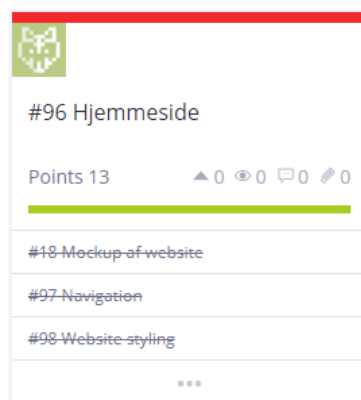 #96 Hjemmeside
Points 13 0 0 0 0
#18 Mockup af website
#97 Navigation
#98 Website styling